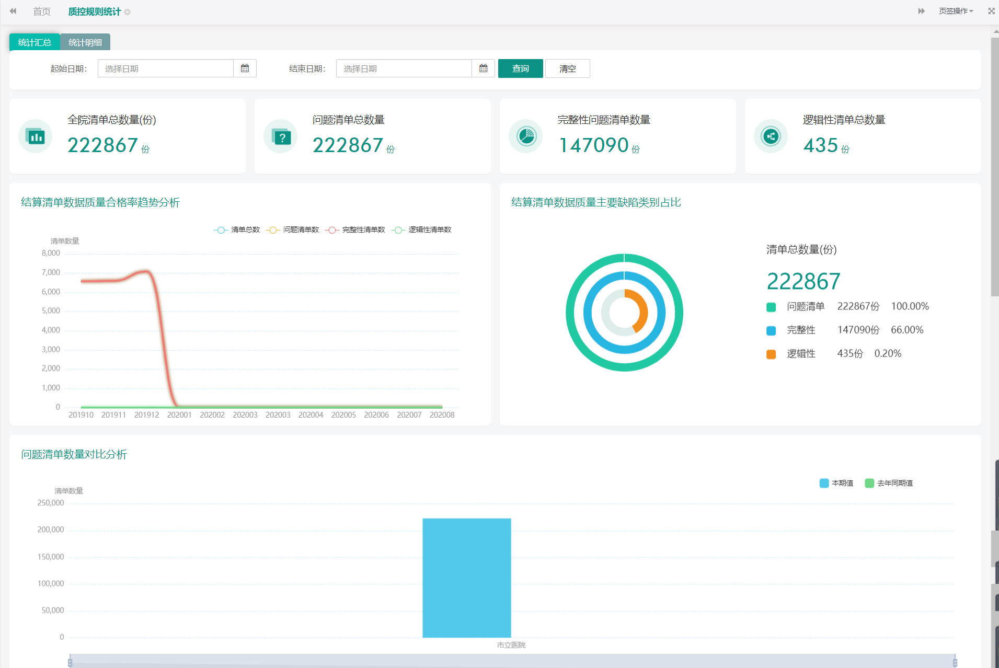 首页 质控规则统计 页签操作
统计汇总 统计明细
起始日期： 选择日期 结束日期： 选择日期 查询 清空
全院清单总数量(份)
222867 份
问题清单总数量
222867 份
完整性问题清单数量
147090 份
逻辑性清单总数量
435 份
结算清单数据质量合格率趋势分析
清单总数 问题清单数 完整性清单数 逻辑性清单数
清单数量
8,000
7,000
6,000
5,000
4,000
3,000
2,000
1,000
0
201910 201911 201912 202001 202002 202003 202003 202004 202005 202006 202007 202008
结算清单数据质量主要缺陷类别占比
清单总数量(份)
222867
问题清单 222867份 100.00%
完整性 147090份 66.00%
逻辑性 435份 0.20%
问题清单数量对比分析
本期值 去年同期值
清单数量
250,000
200,000
150,000
100,000
50,000
0
市立医院